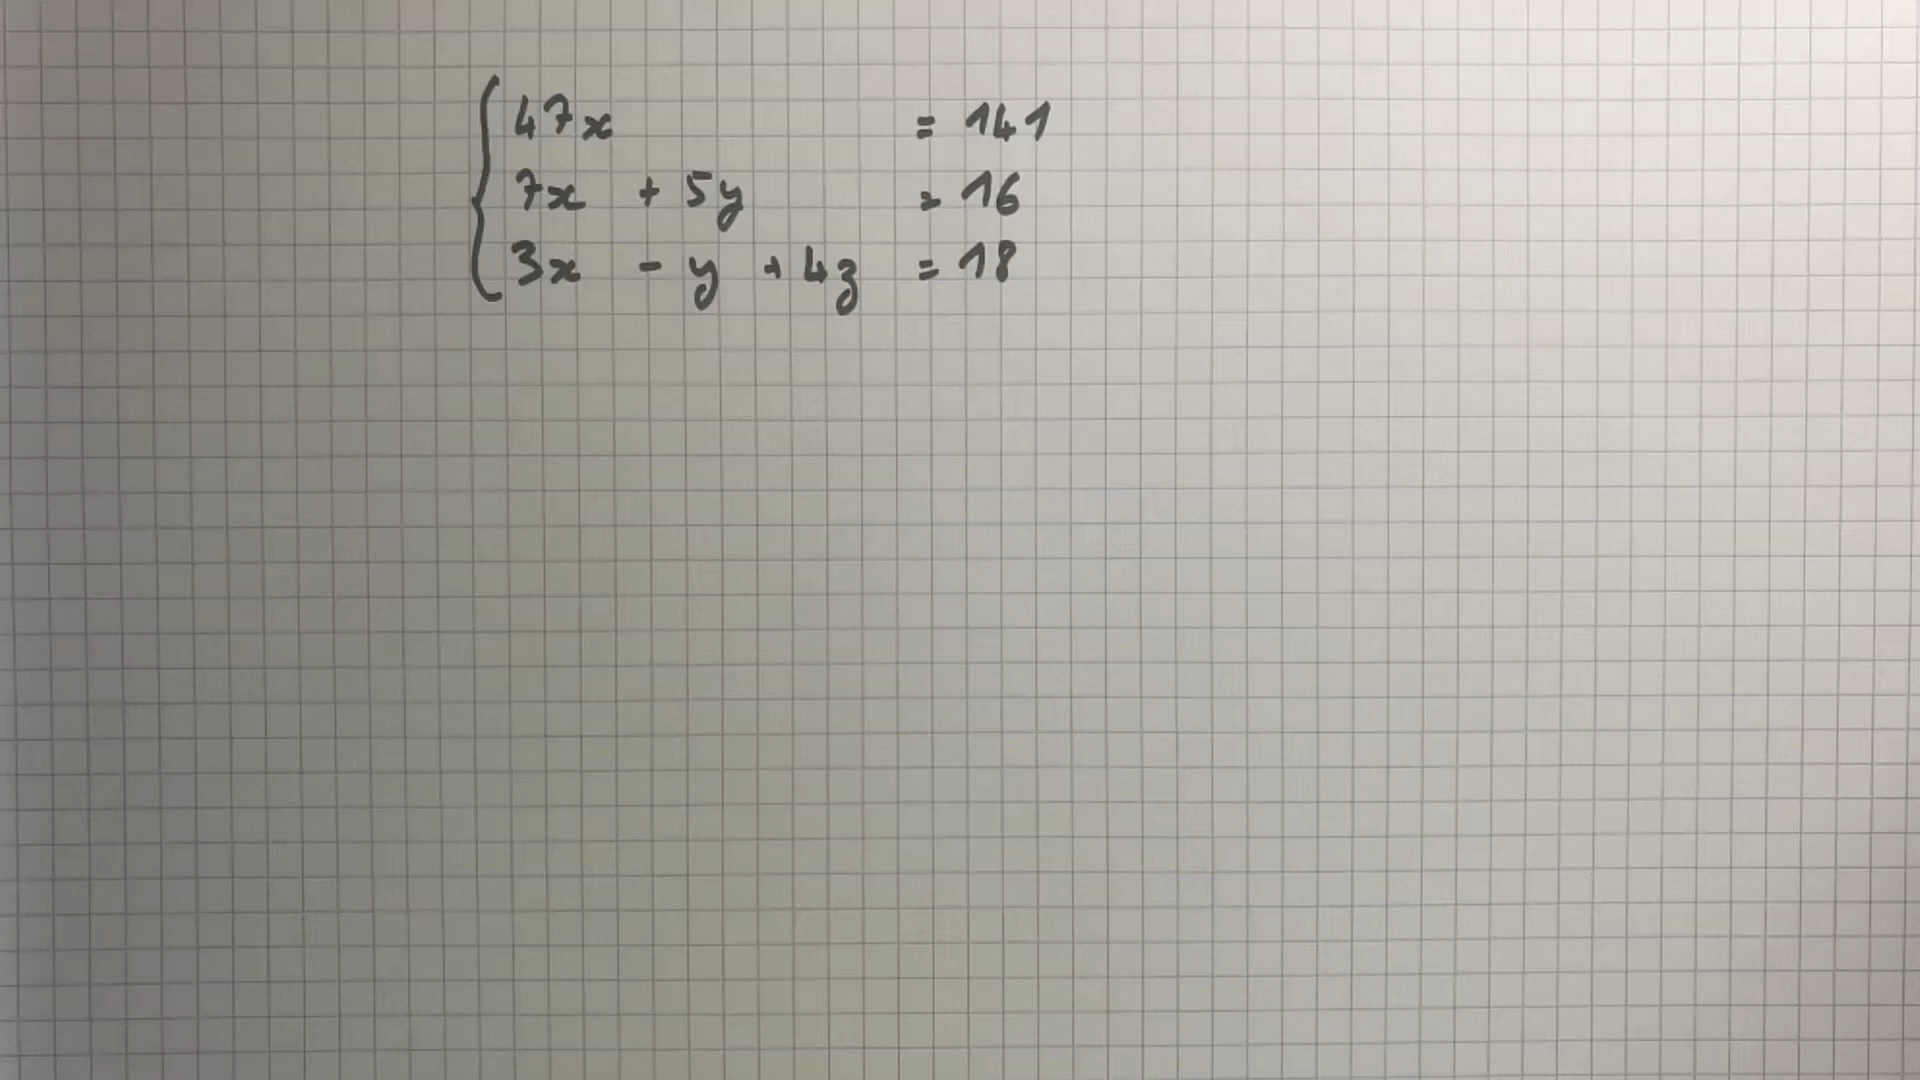 47x = 141
7x + 5y = 16
3x - y + 4z = 18